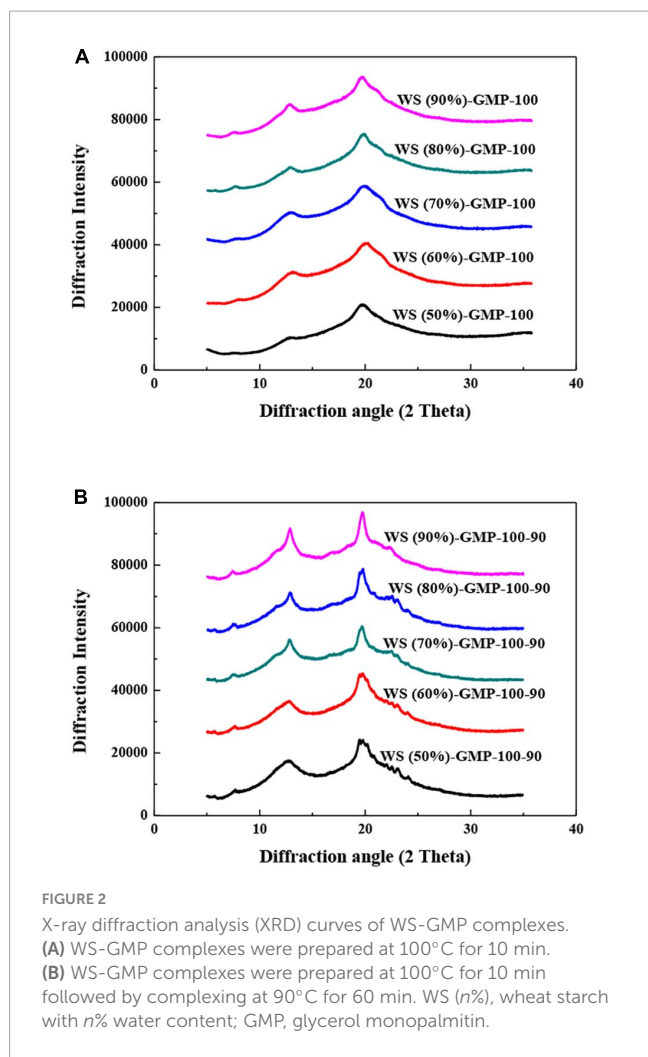 A
100000
80000
60000
40000
20000
0
Diffraction Intensity
WS (90%)-GMP-100
WS (80%)-GMP-100
WS (70%)-GMP-100
WS (60%)-GMP-100
WS (50%)-GMP-100
0 10 20 30 40
Diffraction angle (2 Theta)
B
100000
80000
60000
40000
20000
0
Diffraction Intensity
WS (90%)-GMP-100-90
WS (80%)-GMP-100-90
WS (70%)-GMP-100-90
WS (60%)-GMP-100-90
WS (50%)-GMP-100-90
0 10 20 30 40
Diffraction angle (2 Theta)
FIGURE 2
X-ray diffraction analysis (XRD) curves of WS-GMP complexes.
(A) WS-GMP complexes were prepared at 100°C for 10 min.
(B) WS-GMP complexes were prepared at 100°C for 10 min
followed by complexing at 90°C for 60 min. WS (n%), wheat starch
with n% water content; GMP, glycerol monopalmitin.